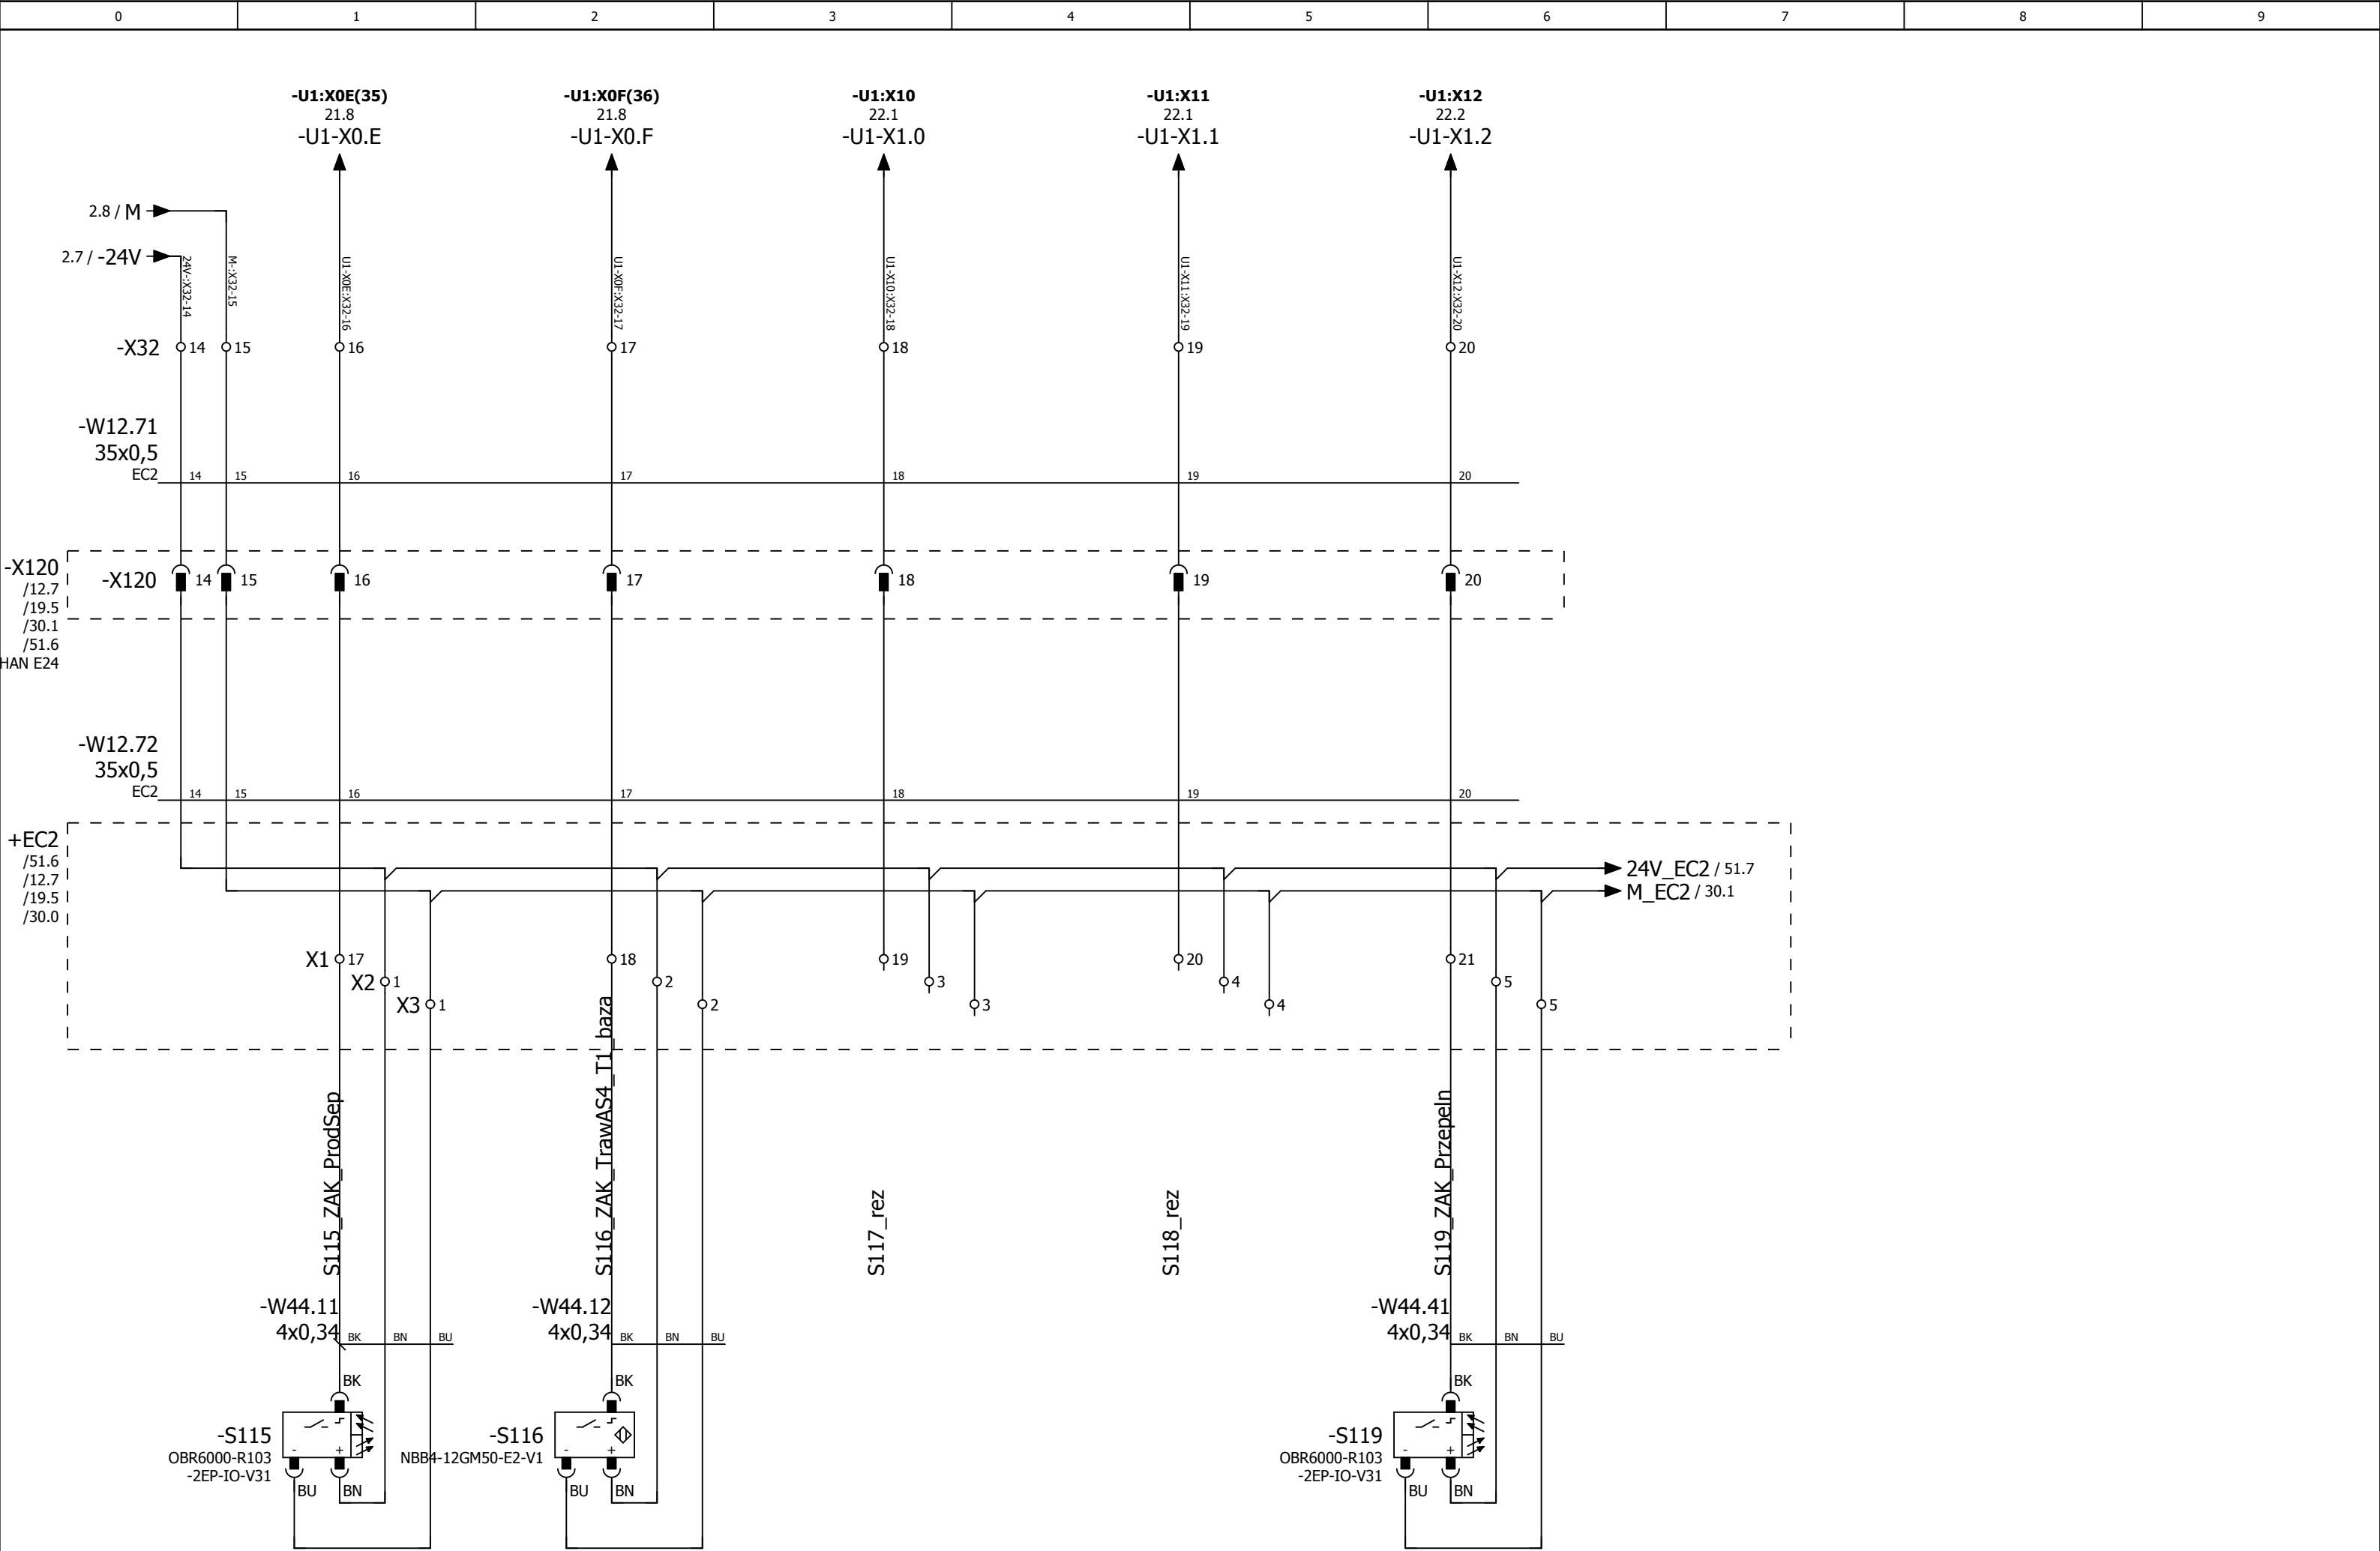 0 1 2 3 4 5 6 7 8 9
-U1:X0E(35) -U1:X0F(36) -U1:X10 -U1:X11 -U1:X12
21.8 21.8 22.1 22.1 22.2
-U1-X0.E -U1-X0.F -U1-X1.0 -U1-X1.1 -U1-X1.2
2.8 / M
2.7 / -24V
24V-:X32-14
M-:X32-15
U1-X0E:X32-16
U1-X0F:X32-17
U1-X10:X32-18
U1-X11:X32-19
U1-X12:X32-20
-X32 14 15 16 17 18 19 20
-W12.71
35x0,5
EC2 14 15 16 17 18 19 20
-X120
/12.7
/19.5
/30.1
/51.6
HAN E24
-X120 14 15 16 17 18 19 20
-W12.72
35x0,5
EC2 14 15 16 17 18 19 20
+EC2
/51.6
/12.7
/19.5
/30.0
24V_EC2 / 51.7
M_EC2 / 30.1
X1 17 18 19 20 21
X2 1 2 3 4 5
X3 1 2 3 4 5
S115_ZAK_ProdSep
S116_ZAK_TrawAS4_T1_baza
S117_rez
S118_rez
S119_ZAK_Przepeln
-W44.11 -W44.12 -W44.41
4x0,34 BK BN BU 4x0,34 BK BN BU 4x0,34 BK BN BU
BK BK BK
-S115
OBR6000-R103
-2EP-IO-V31
- +
BU BN
-S116
NBB4-12GM50-E2-V1
- +
BU BN
-S119
OBR6000-R103
-2EP-IO-V31
- +
BU BN